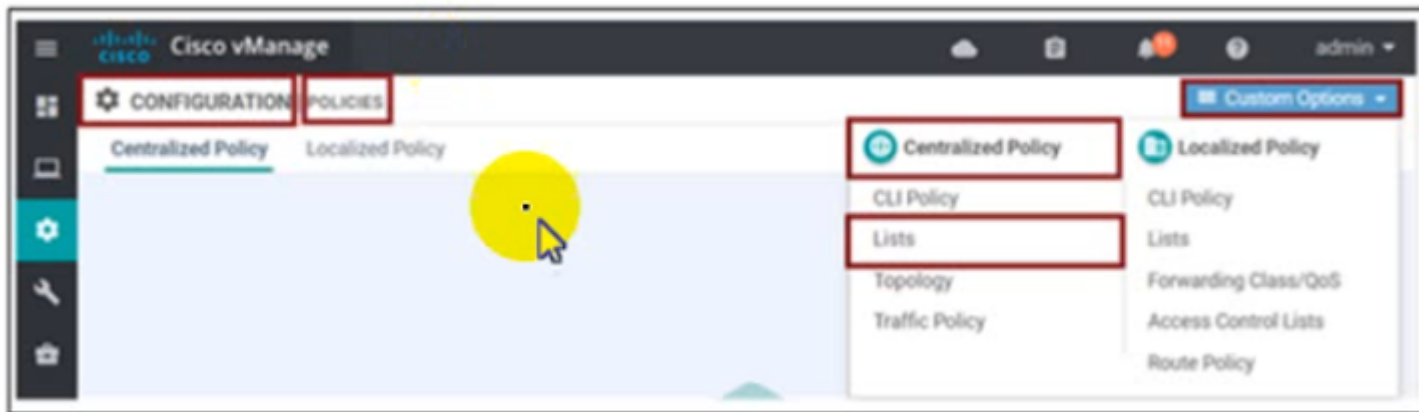 CISCO Cisco vManage admin
CONFIGURATION POLICIES Custom Options
Centralized Policy Localized Policy
Centralized Policy Localized Policy
CLI Policy CLI Policy
Lists Lists
Topology Forwarding Class/QoS
Traffic Policy Access Control Lists
Route Policy